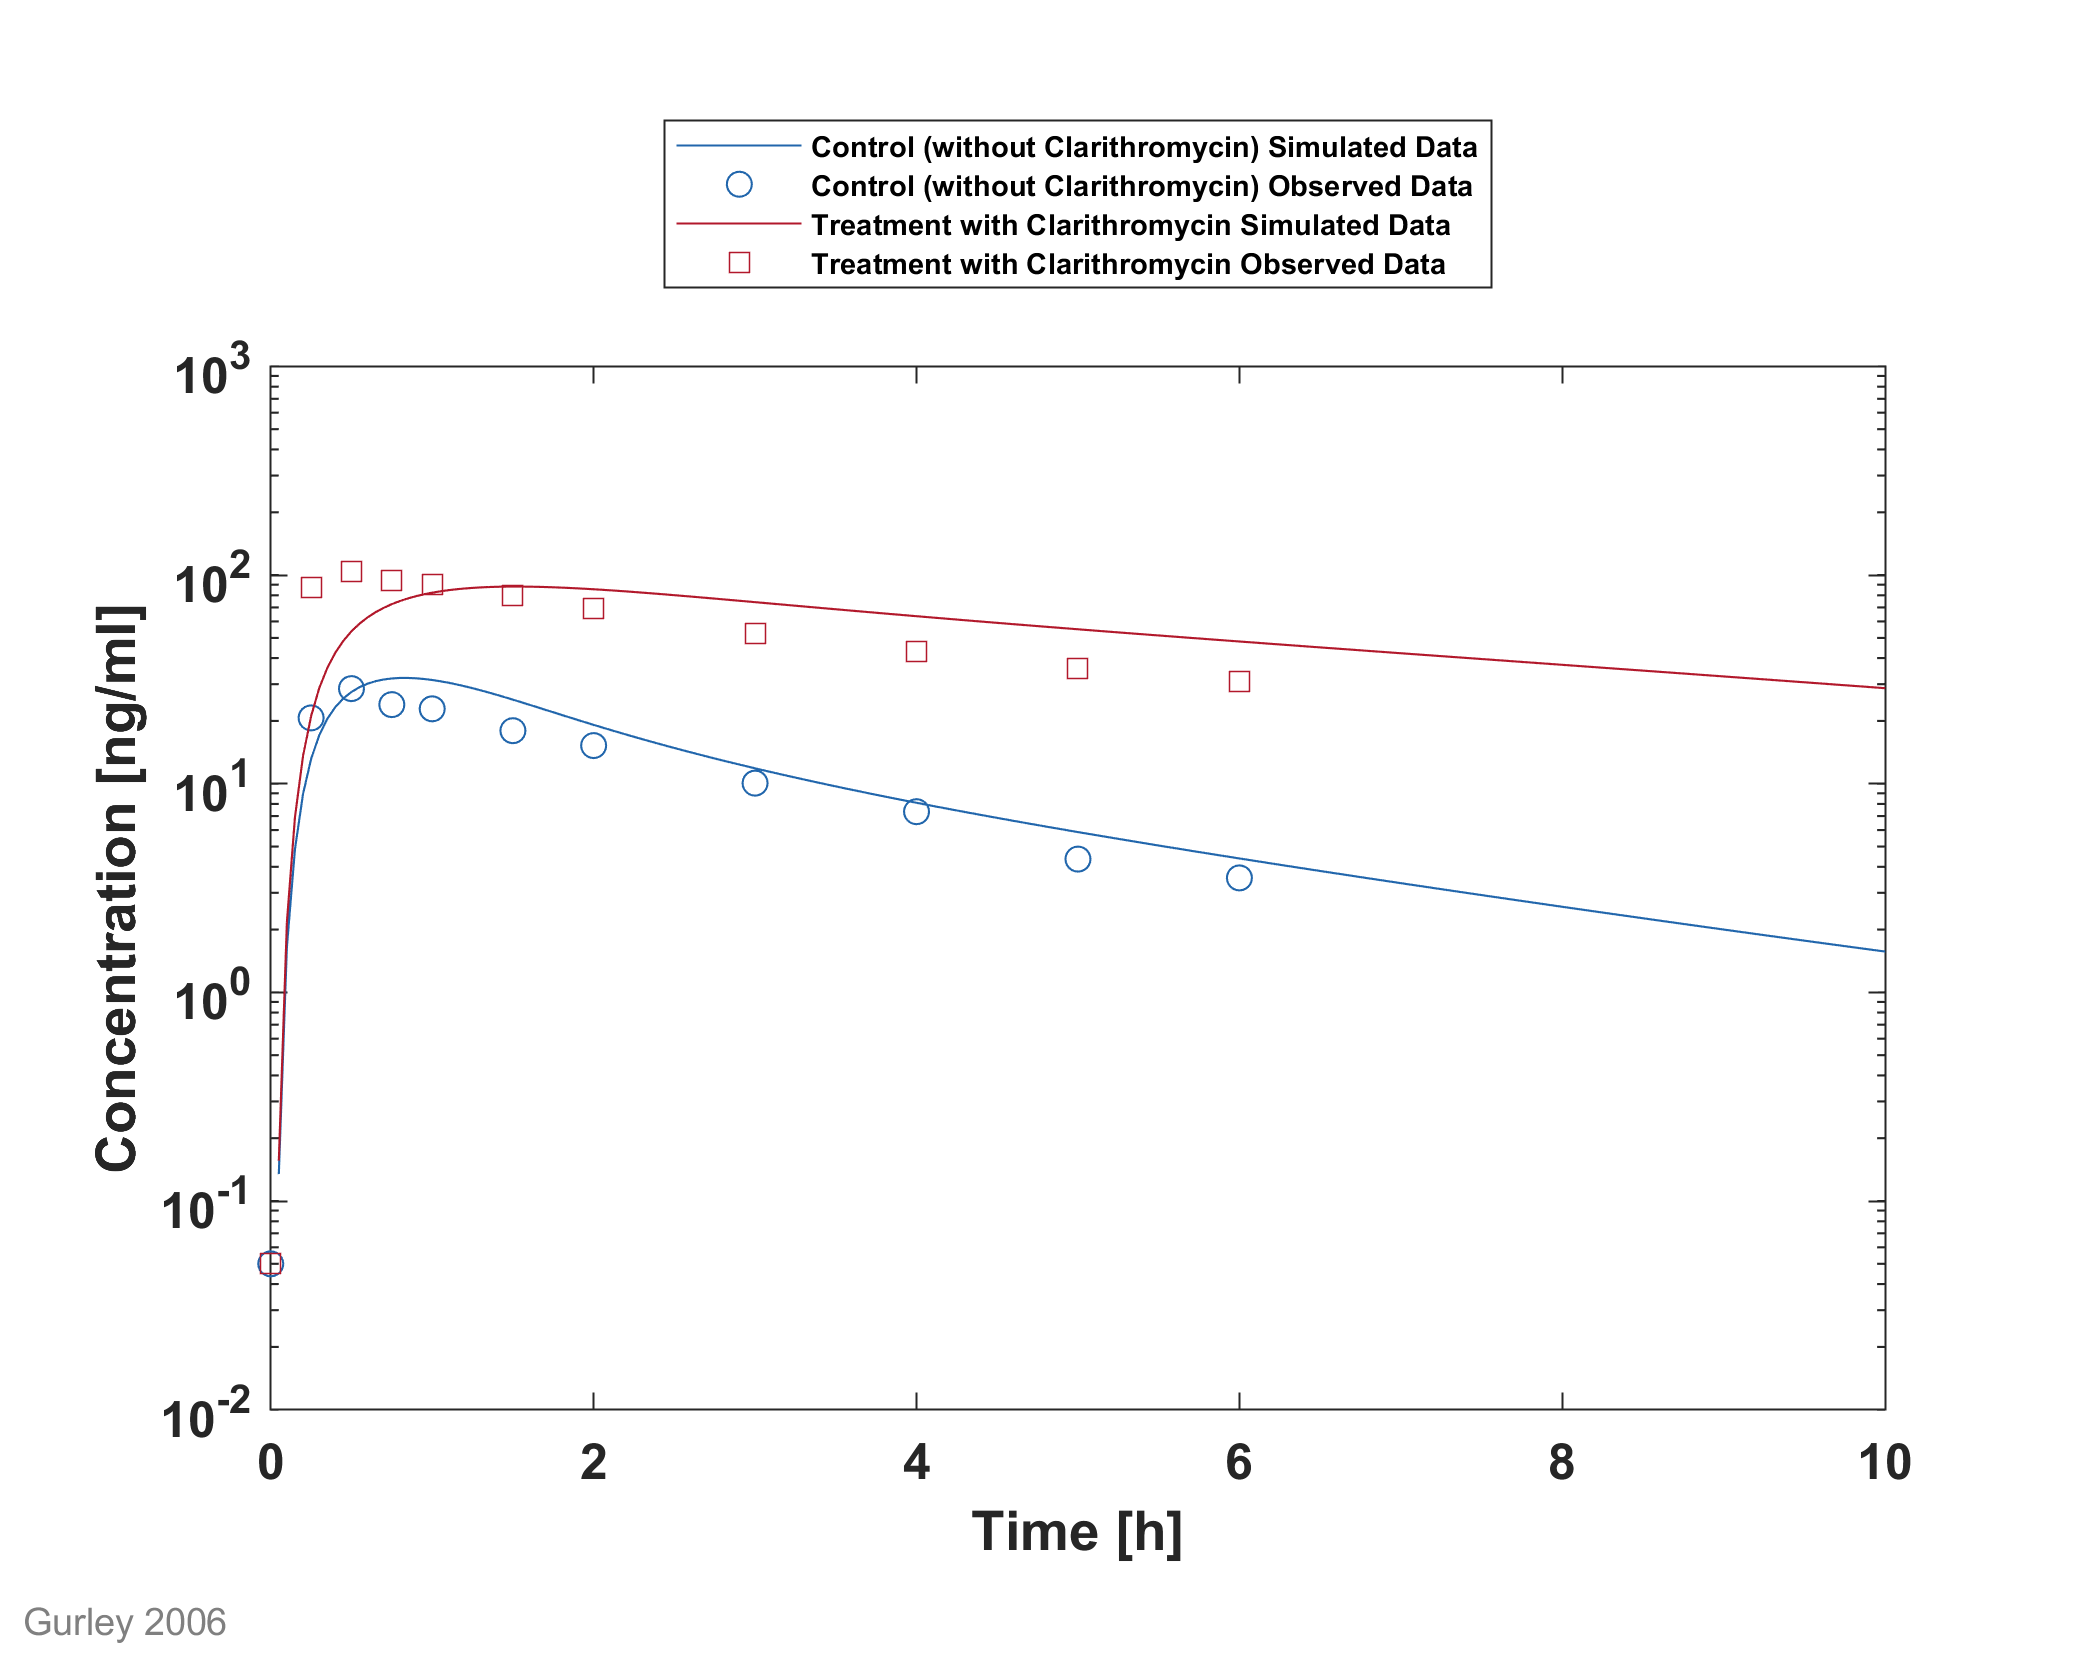 Control (without Clarithromycin) Simulated Data
Control (without Clarithromycin) Observed Data
Treatment with Clarithromycin Simulated Data
Treatment with Clarithromycin Observed Data
10^3
10^2
10^1
10^0
10^-1
10^-2
Concentration [ng/ml]
0 2 4 6 8 10
Time [h]
Gurley 2006